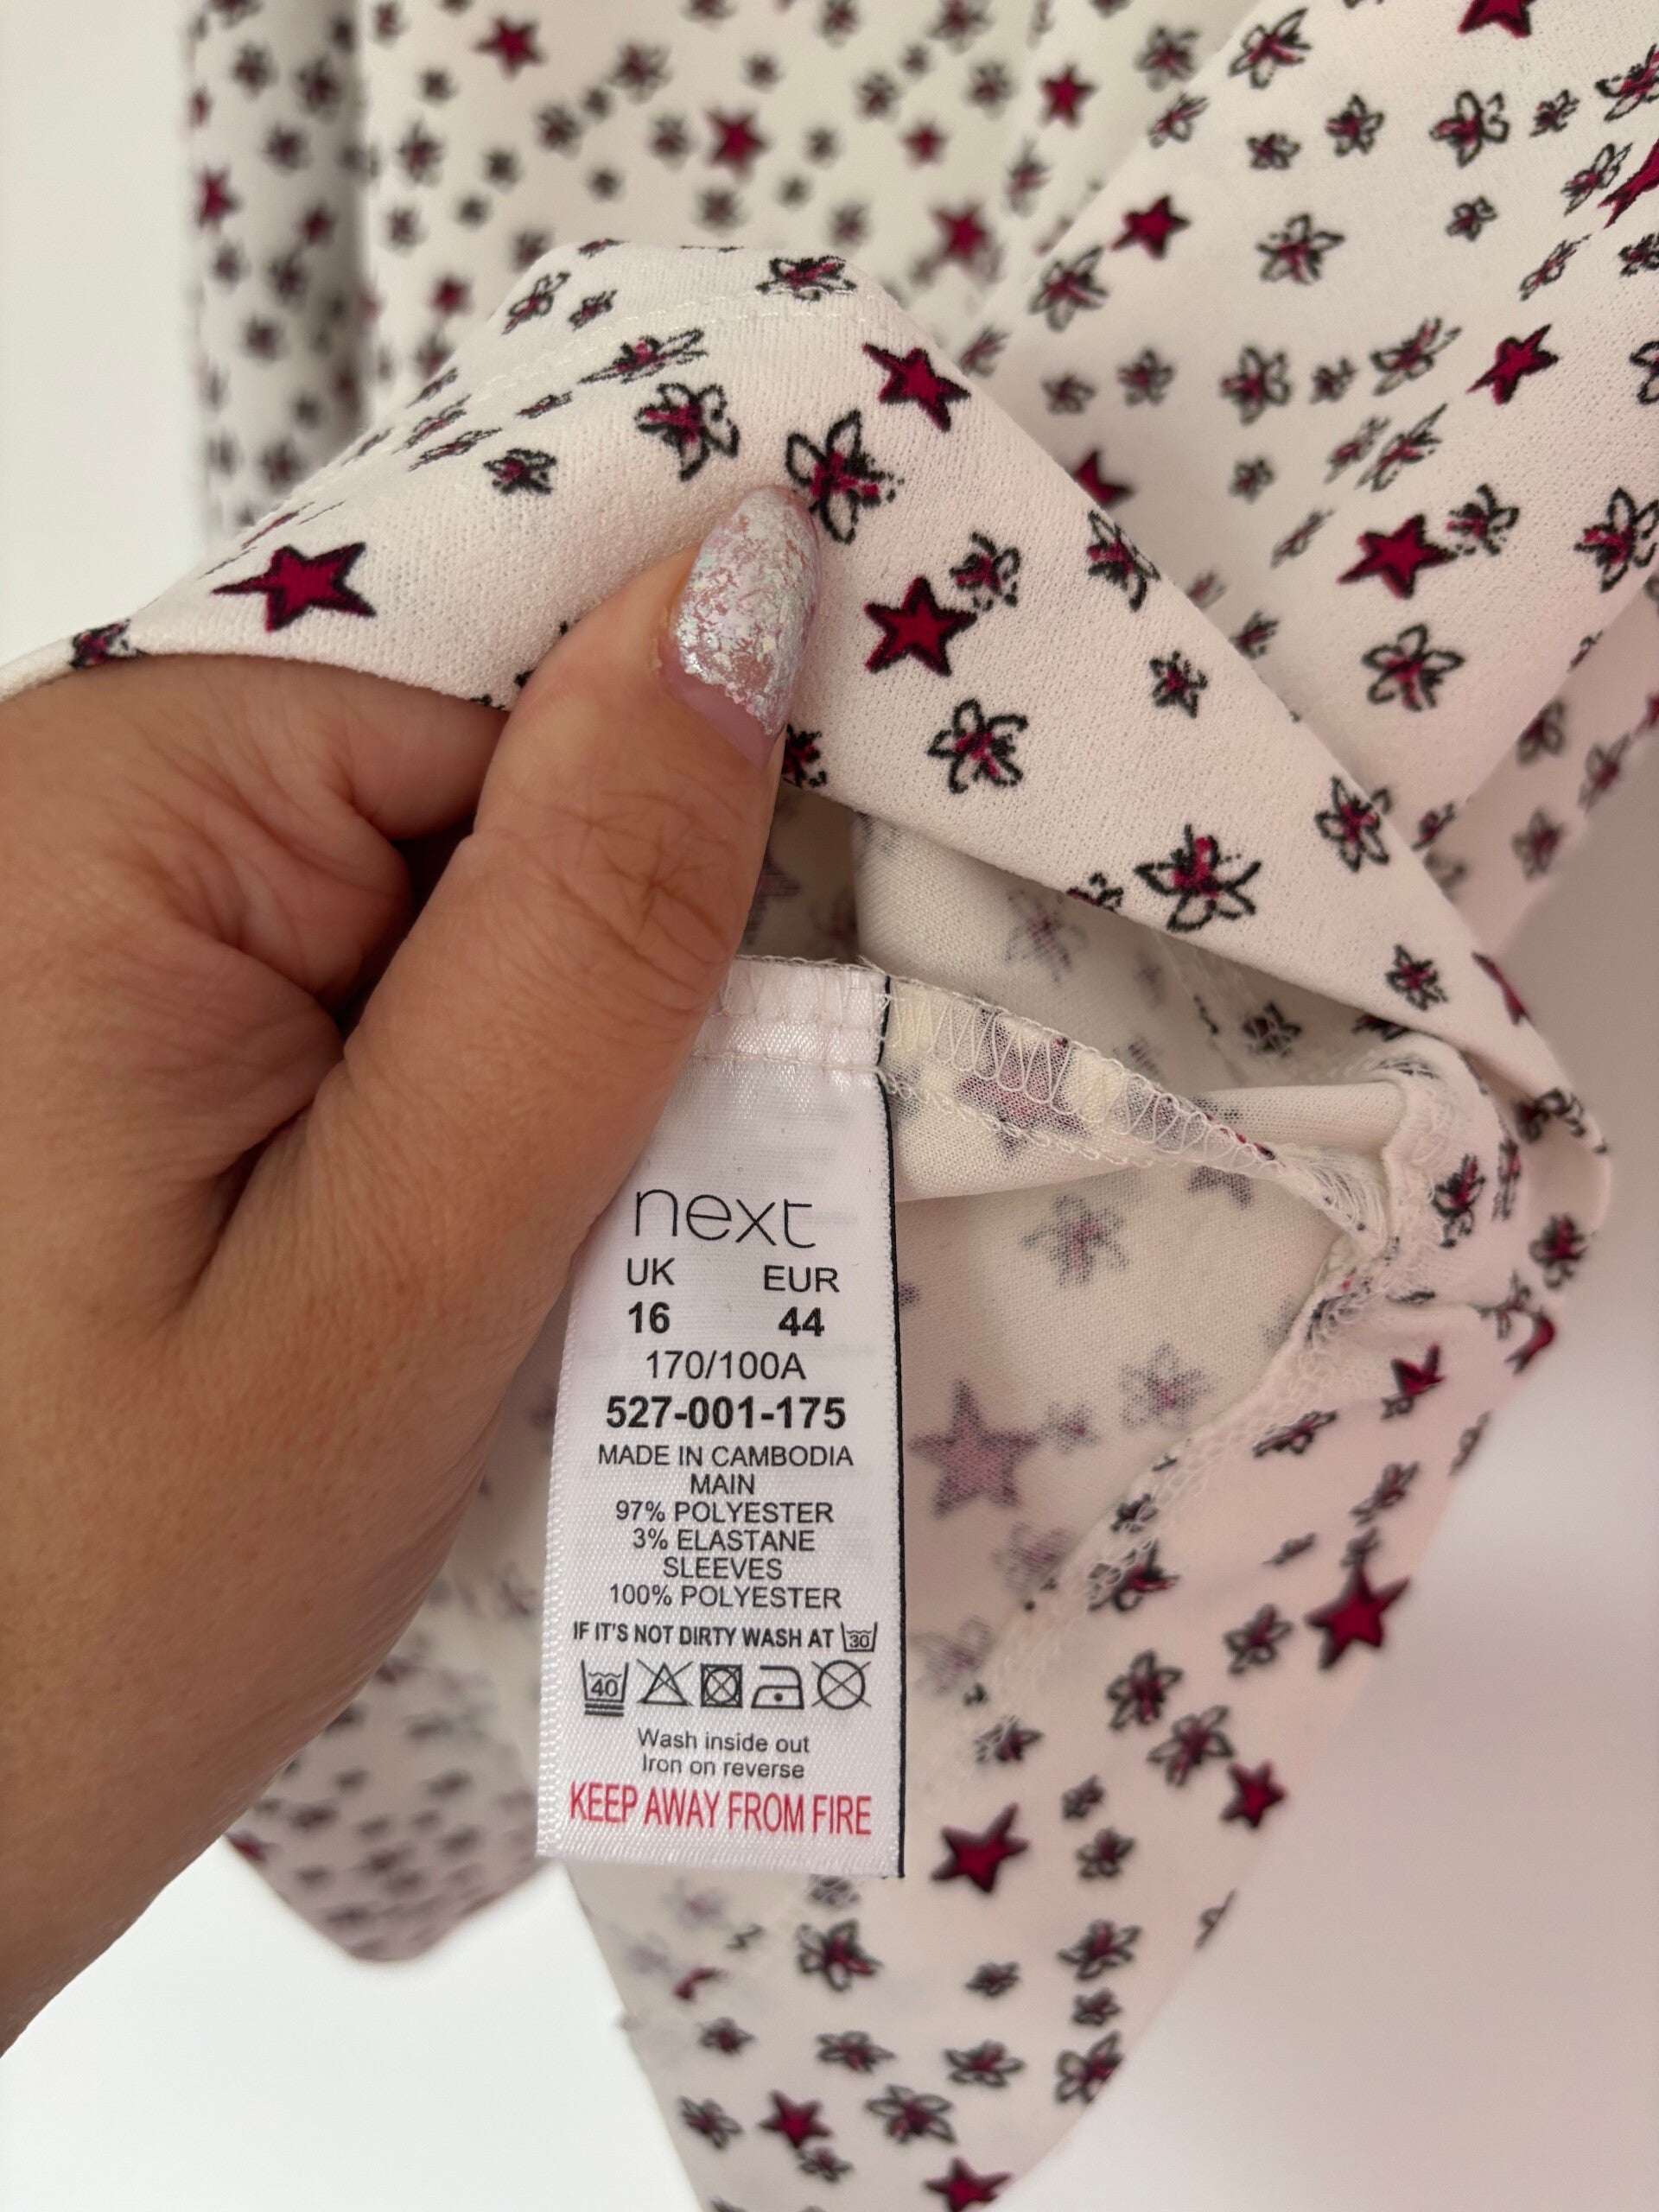 next
UK EUR
16 44
170/100A
527-001-175
MADE IN CAMBODIA
MAIN
97% POLYESTER
3% ELASTANE
SLEEVES
100% POLYESTER
IF IT'S NOT DIRTY WASH AT 30
40
Wash inside out
Iron on reverse
KEEP AWAY FROM FIRE